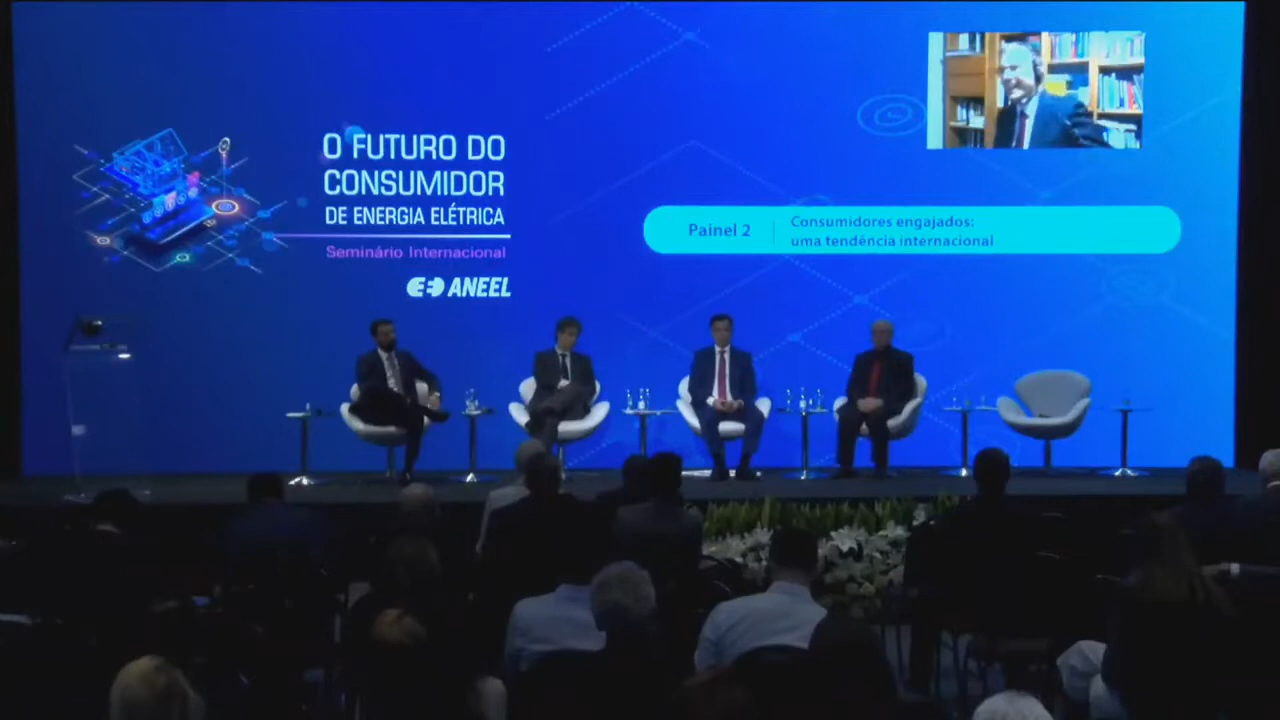 O FUTURO DO
CONSUMIDOR
DE ENERGIA ELÉTRICA
Seminário Internacional
ANEEL
Painel 2
Consumidores engajados:
uma tendência internacional